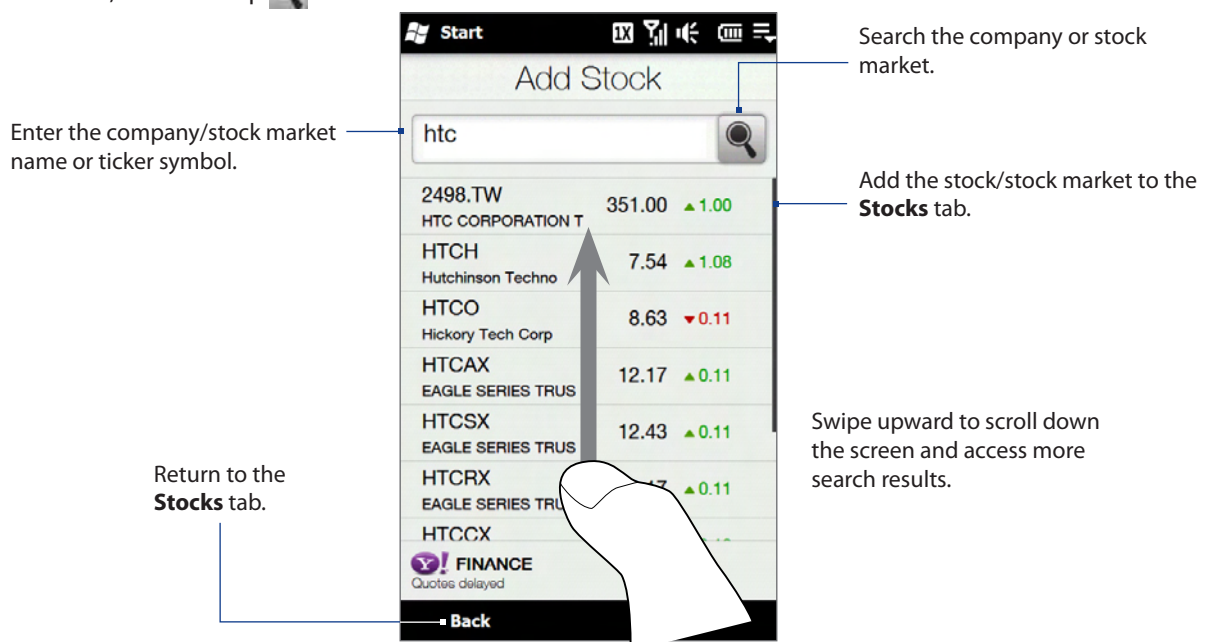 Start 1X
Add Stock
htc
2498.TW 351.00 ▲ 1.00
HTC CORPORATION T
HTCH 7.54 ▲ 1.08
Hutchinson Techno
HTCO 8.63 ▼ 0.11
Hickory Tech Corp
HTCAX 12.17 ▲ 0.11
EAGLE SERIES TRUS
HTCSX 12.43 ▲ 0.11
EAGLE SERIES TRUS
HTCRX ▲ 0.11
EAGLE SERIES
HTCCX
Y! FINANCE
Quotes delayed
Back
Enter the company/stock market
name or ticker symbol.
Return to the
Stocks tab.
Search the company or stock
market.
Add the stock/stock market to the
Stocks tab.
Swipe upward to scroll down
the screen and access more
search results.